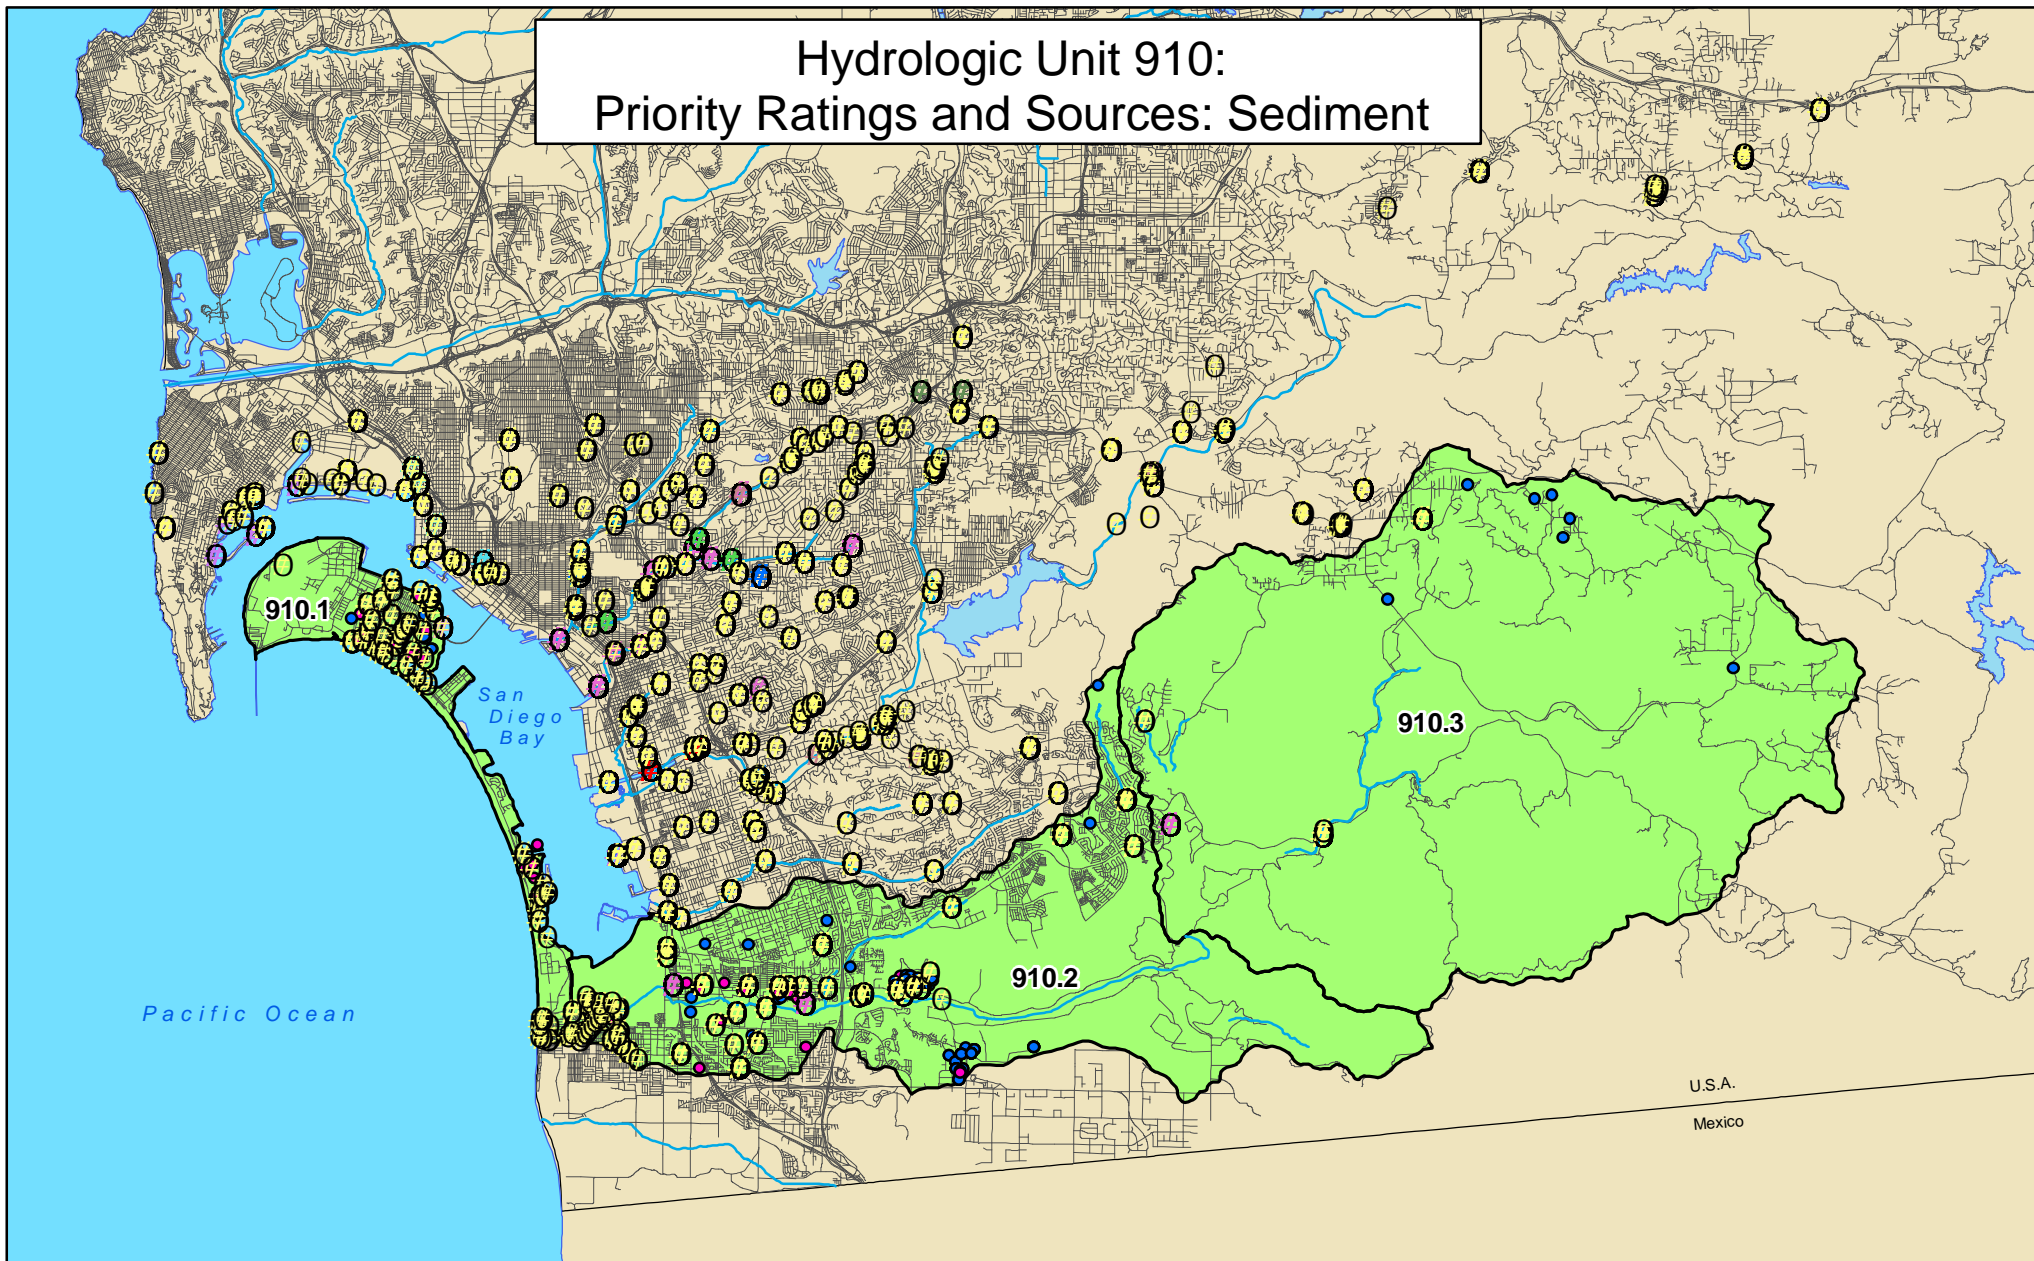 Hydrologic Unit 910:
Priority Ratings and Sources: Sediment
910.1
San
Diego
Bay
910.3
910.2
Pacific Ocean
U.S.A.
Mexico